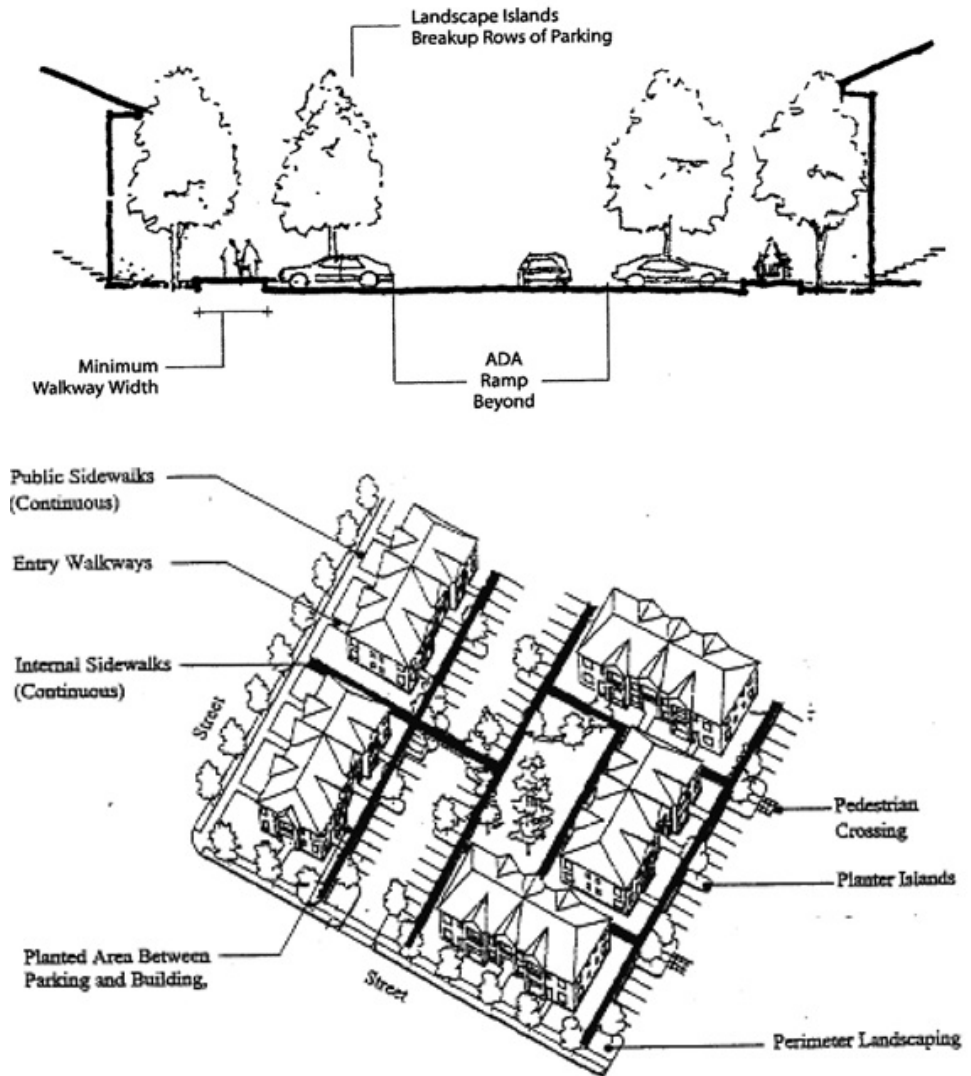 Landscape Islands
Breakup Rows of Parking
Minimum
Walkway Width
ADA
Ramp
Beyond
Public Sidewalks
(Continuous)
Entry Walkways
Internal Sidewalks
(Continuous)
Street
Pedestrian
Crossing
Planter Islands
Planted Area Between
Parking and Building,
Street
Perimeter Landscaping